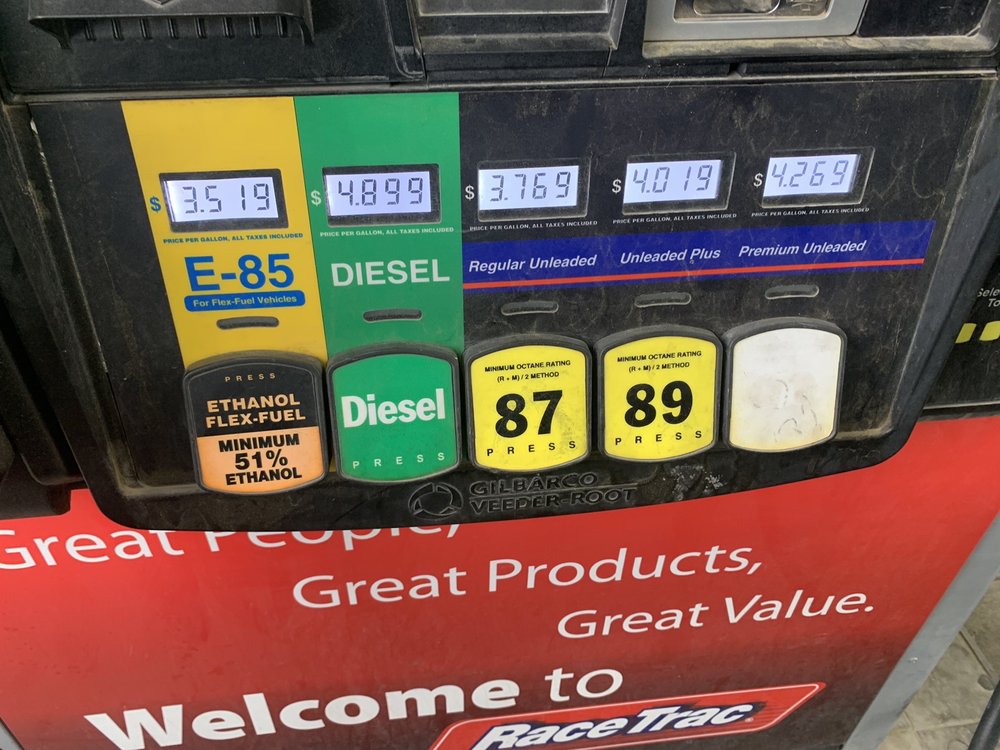 $ 3.519
PRICE PER GALLON, ALL TAXES INCLUDED
E-85
For Flex-Fuel Vehicles
$ 4.899
PRICE PER GALLON, ALL TAXES INCLUDED
DIESEL
$ 3.769
PRICE PER GALLON, ALL TAXES INCLUDED
Regular Unleaded
$ 4.019
PRICE PER GALLON, ALL TAXES INCLUDED
Unleaded Plus
$ 4.269
PRICE PER GALLON, ALL TAXES INCLUDED
Premium Unleaded
PRESS
ETHANOL
FLEX-FUEL
MINIMUM
51%
ETHANOL
Diesel
PRESS
MINIMUM OCTANE RATING
(R + M) / 2 METHOD
87
PRESS
MINIMUM OCTANE RATING
(R + M) / 2 METHOD
89
PRESS
GILBARCO
VEEDER-ROOT
Great People,
Great Products,
Great Value.
Welcome to
RaceTrac